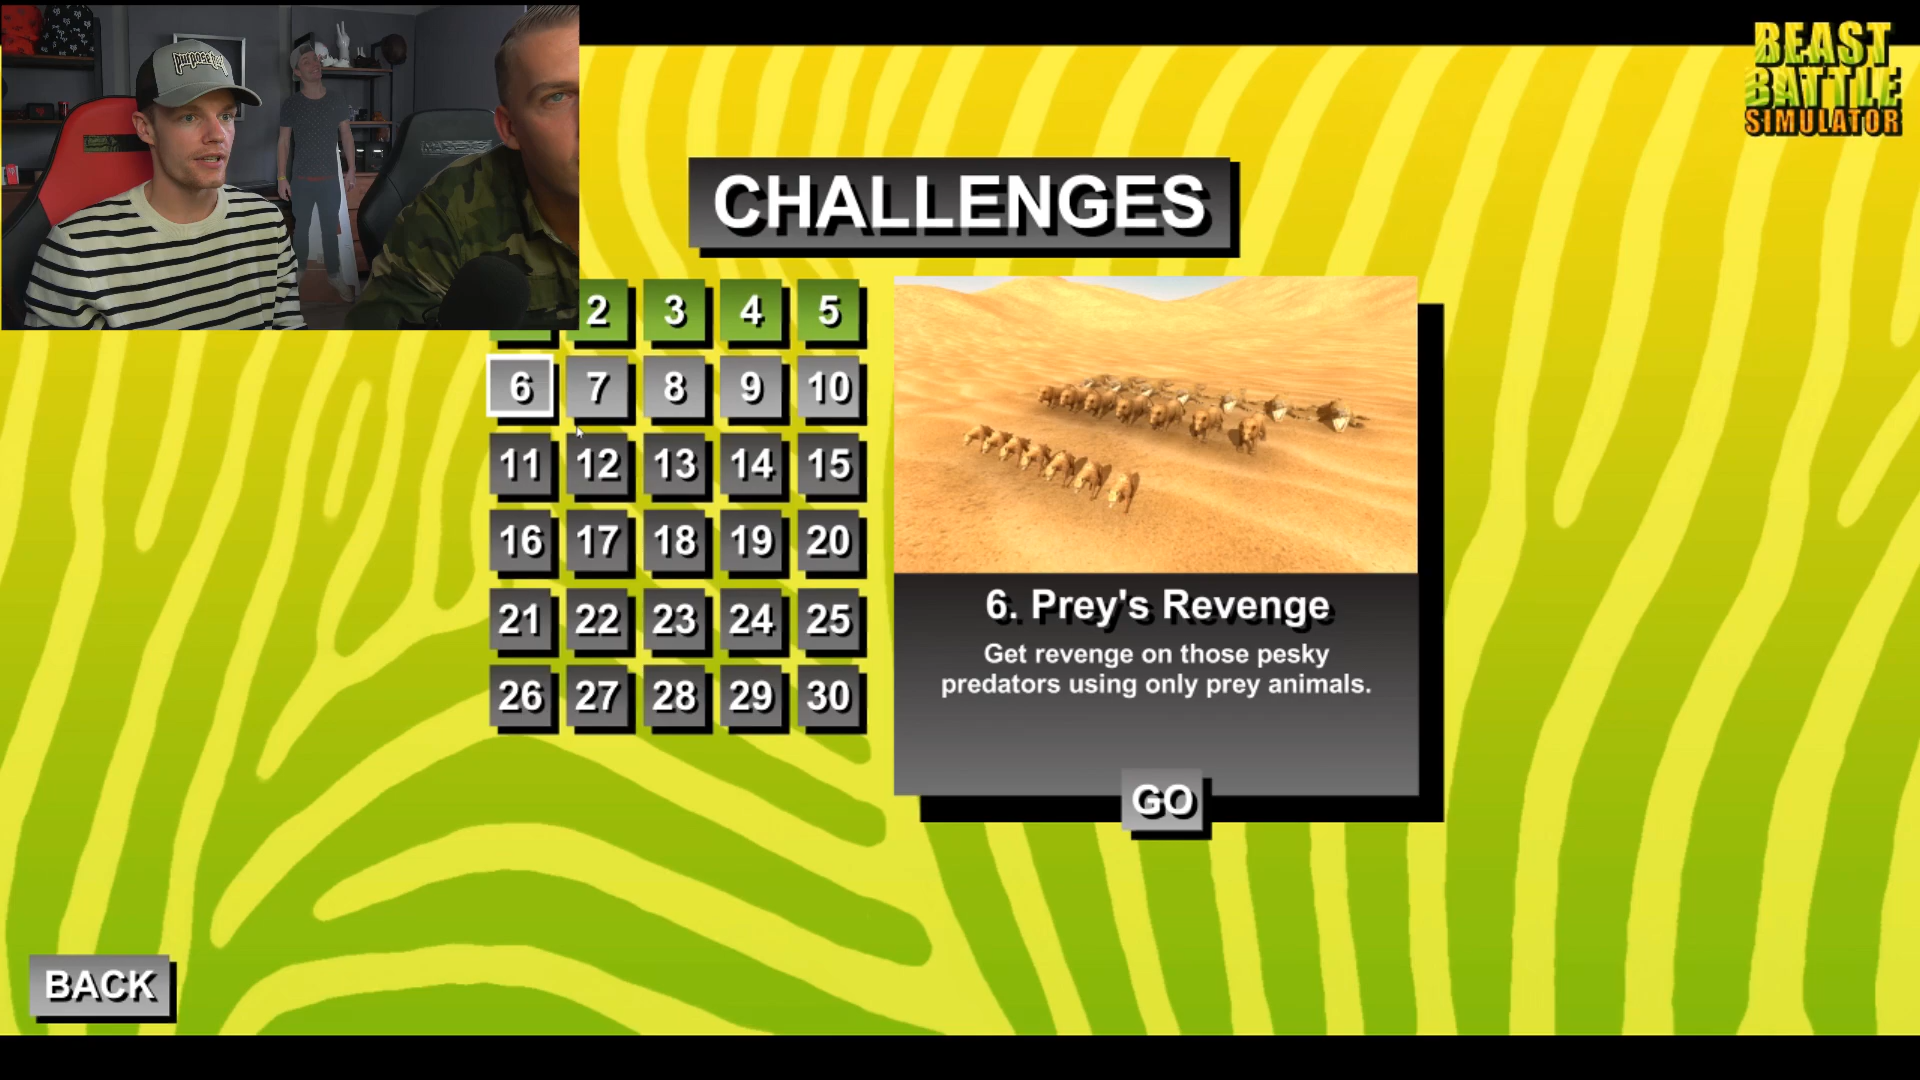 BEAST
BATTLE
SIMULATOR
CHALLENGES
2 3 4 5
6 7 8 9 10
11 12 13 14 15
16 17 18 19 20
21 22 23 24 25
26 27 28 29 30
6. Prey's Revenge
Get revenge on those pesky
predators using only prey animals.
GO
BACK